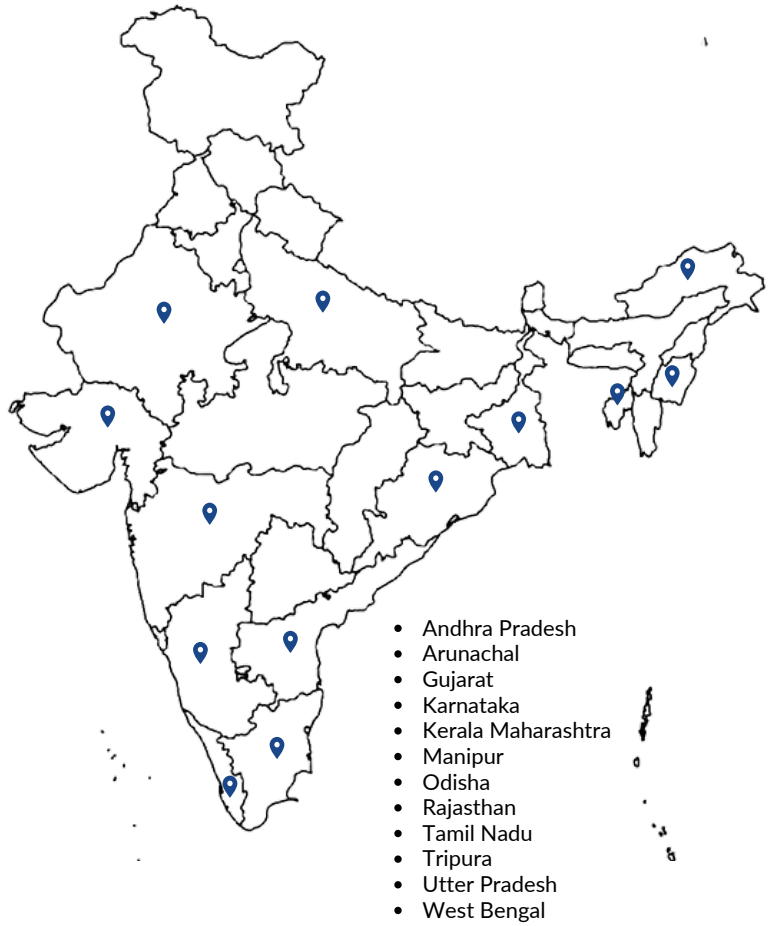 Andhra Pradesh
Arunachal
Gujarat
Karnataka
Kerala Maharashtra
Manipur
Odisha
Rajasthan
Tamil Nadu
Tripura
Utter Pradesh
West Bengal